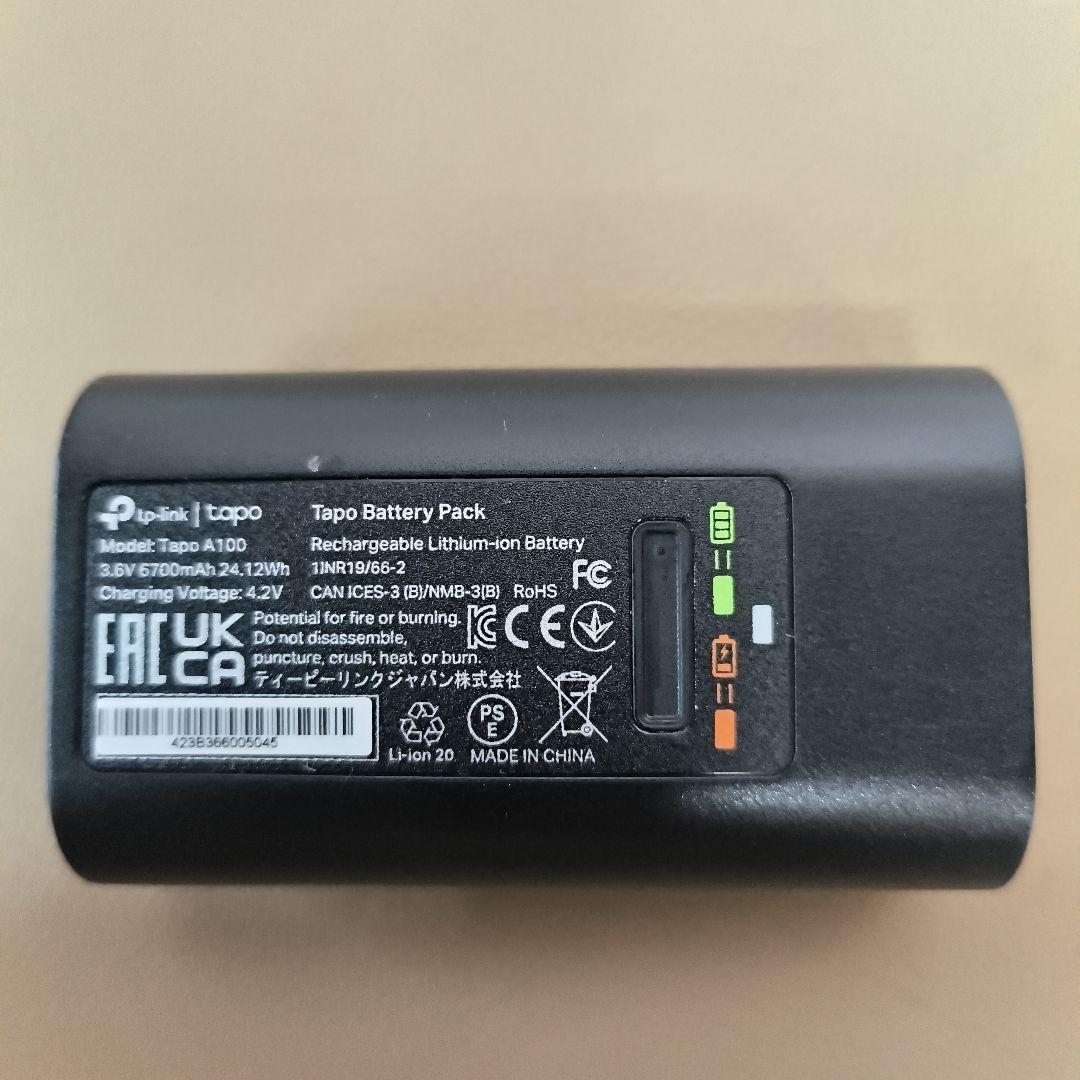 tp-link | tapo
Tapo Battery Pack
Model: Tapo A100
Rechargeable Lithium-ion Battery
3.6V 6700mAh 24.12Wh
1INR19/66-2
Charging Voltage: 4.2V
CAN ICES-3 (B)/NMB-3(B) RoHS
FC
EAC
UK
CA
Potential for fire or burning.
Do not disassemble,
puncture, crush, heat, or burn.
ティーピーリンクジャパン株式会社
KC
CE
423B366005045
Li-ion 20
PS
E
MADE IN CHINA